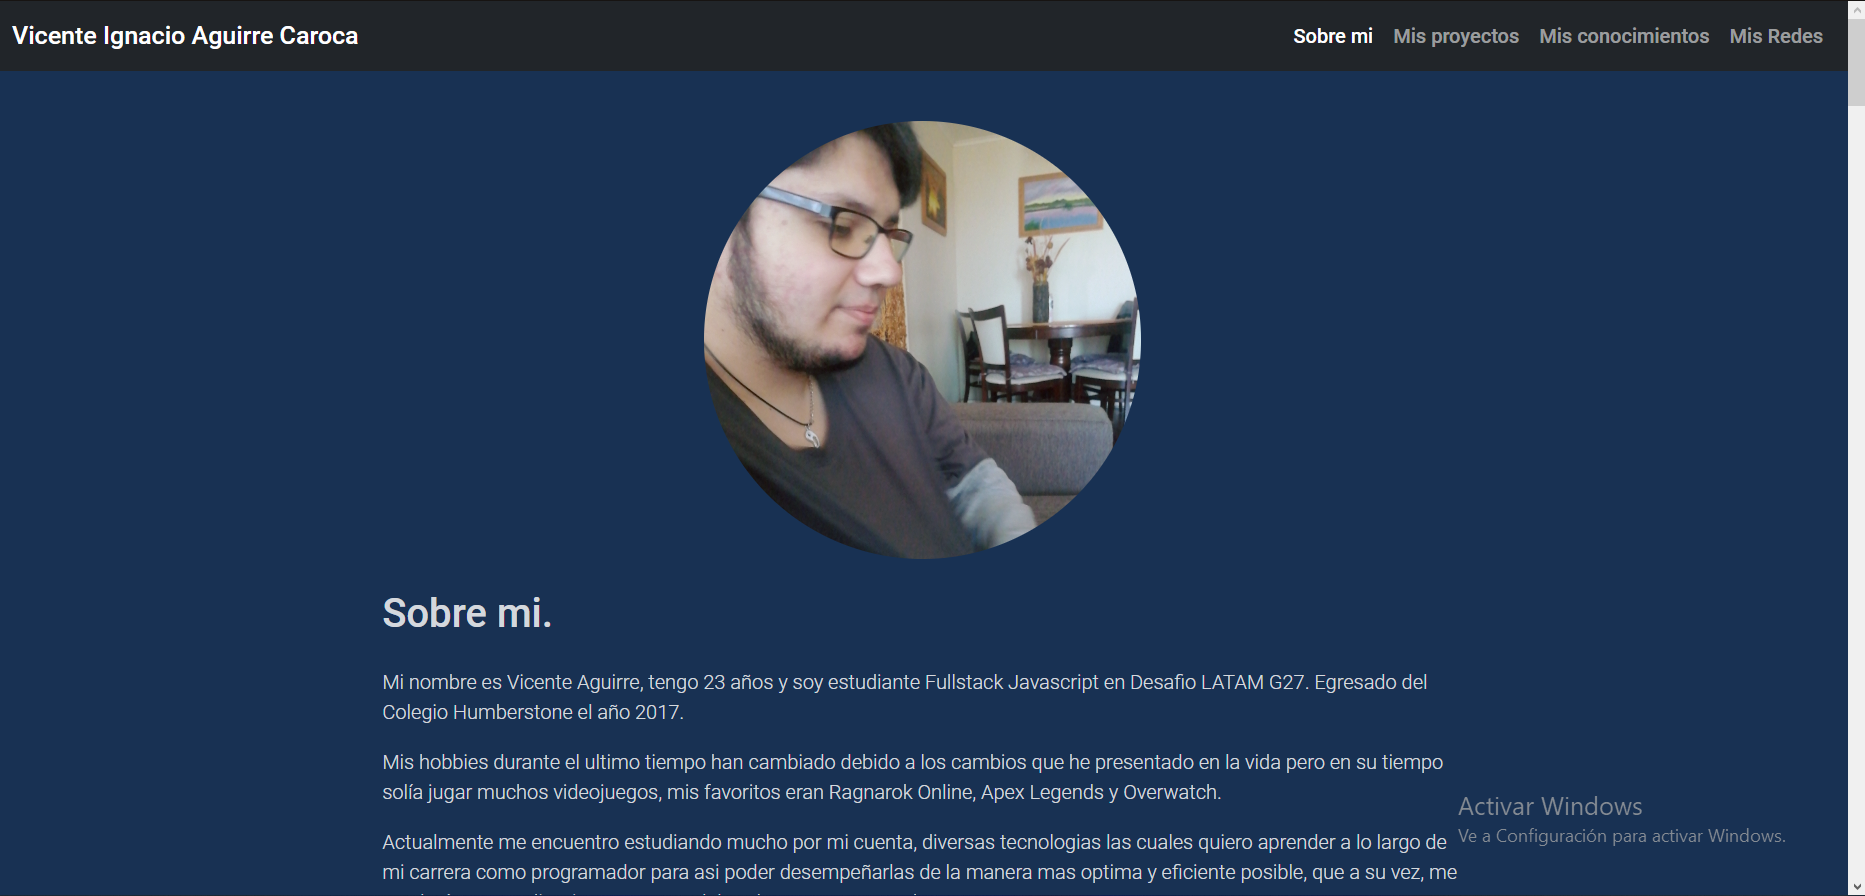 Vicente Ignacio Aguirre Caroca
Sobre mi Mis proyectos Mis conocimientos Mis Redes
Sobre mi.
Mi nombre es Vicente Aguirre, tengo 23 años y soy estudiante Fullstack Javascript en Desafio LATAM G27. Egresado del
Colegio Humberstone el año 2017.
Mis hobbies durante el ultimo tiempo han cambiado debido a los cambios que he presentado en la vida pero en su tiempo
solía jugar muchos videojuegos, mis favoritos eran Ragnarok Online, Apex Legends y Overwatch.
Actualmente me encuentro estudiando mucho por mi cuenta, diversas tecnologias las cuales quiero aprender a lo largo de
mi carrera como programador para asi poder desempeñarlas de la manera mas optima y eficiente posible, que a su vez, me
Activar Windows
Ve a Configuración para activar Windows.